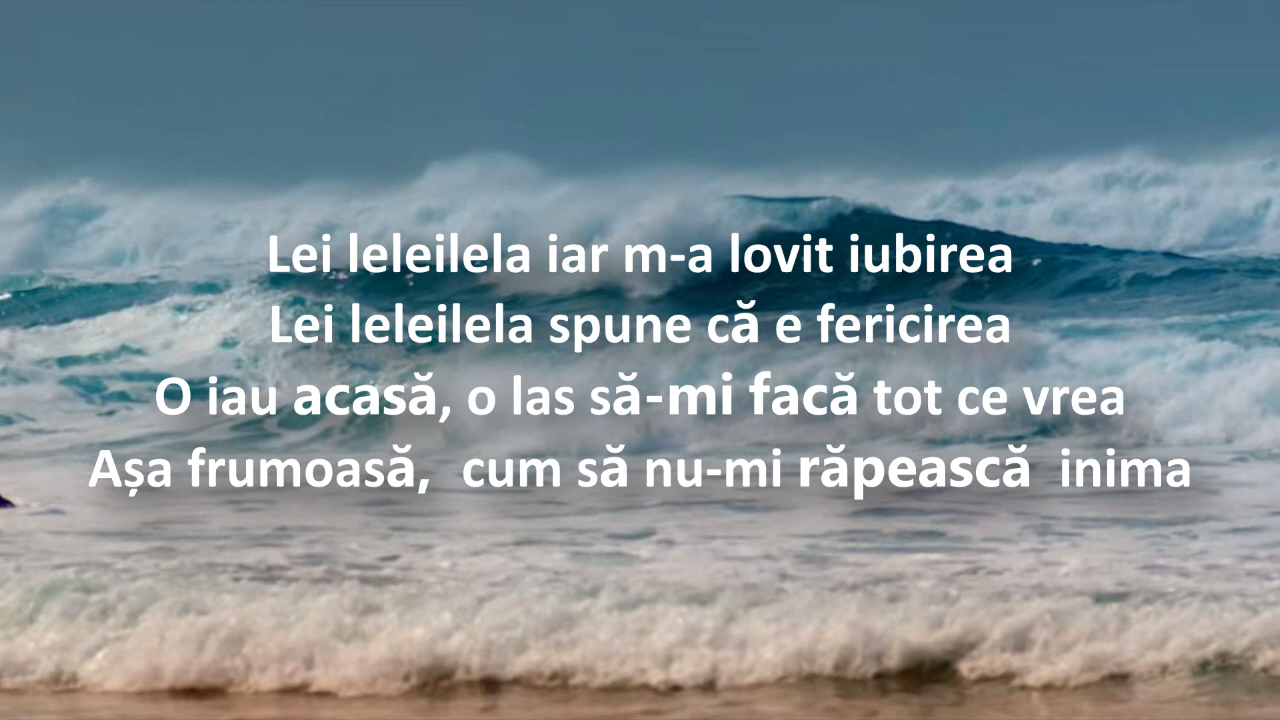 Lei leleilela iar m-a lovit iubirea
Lei leleilela spune că e fericirea
O iau acasă, o las să-mi facă tot ce vrea
Așa frumoasă,  cum să nu-mi răpească  inima